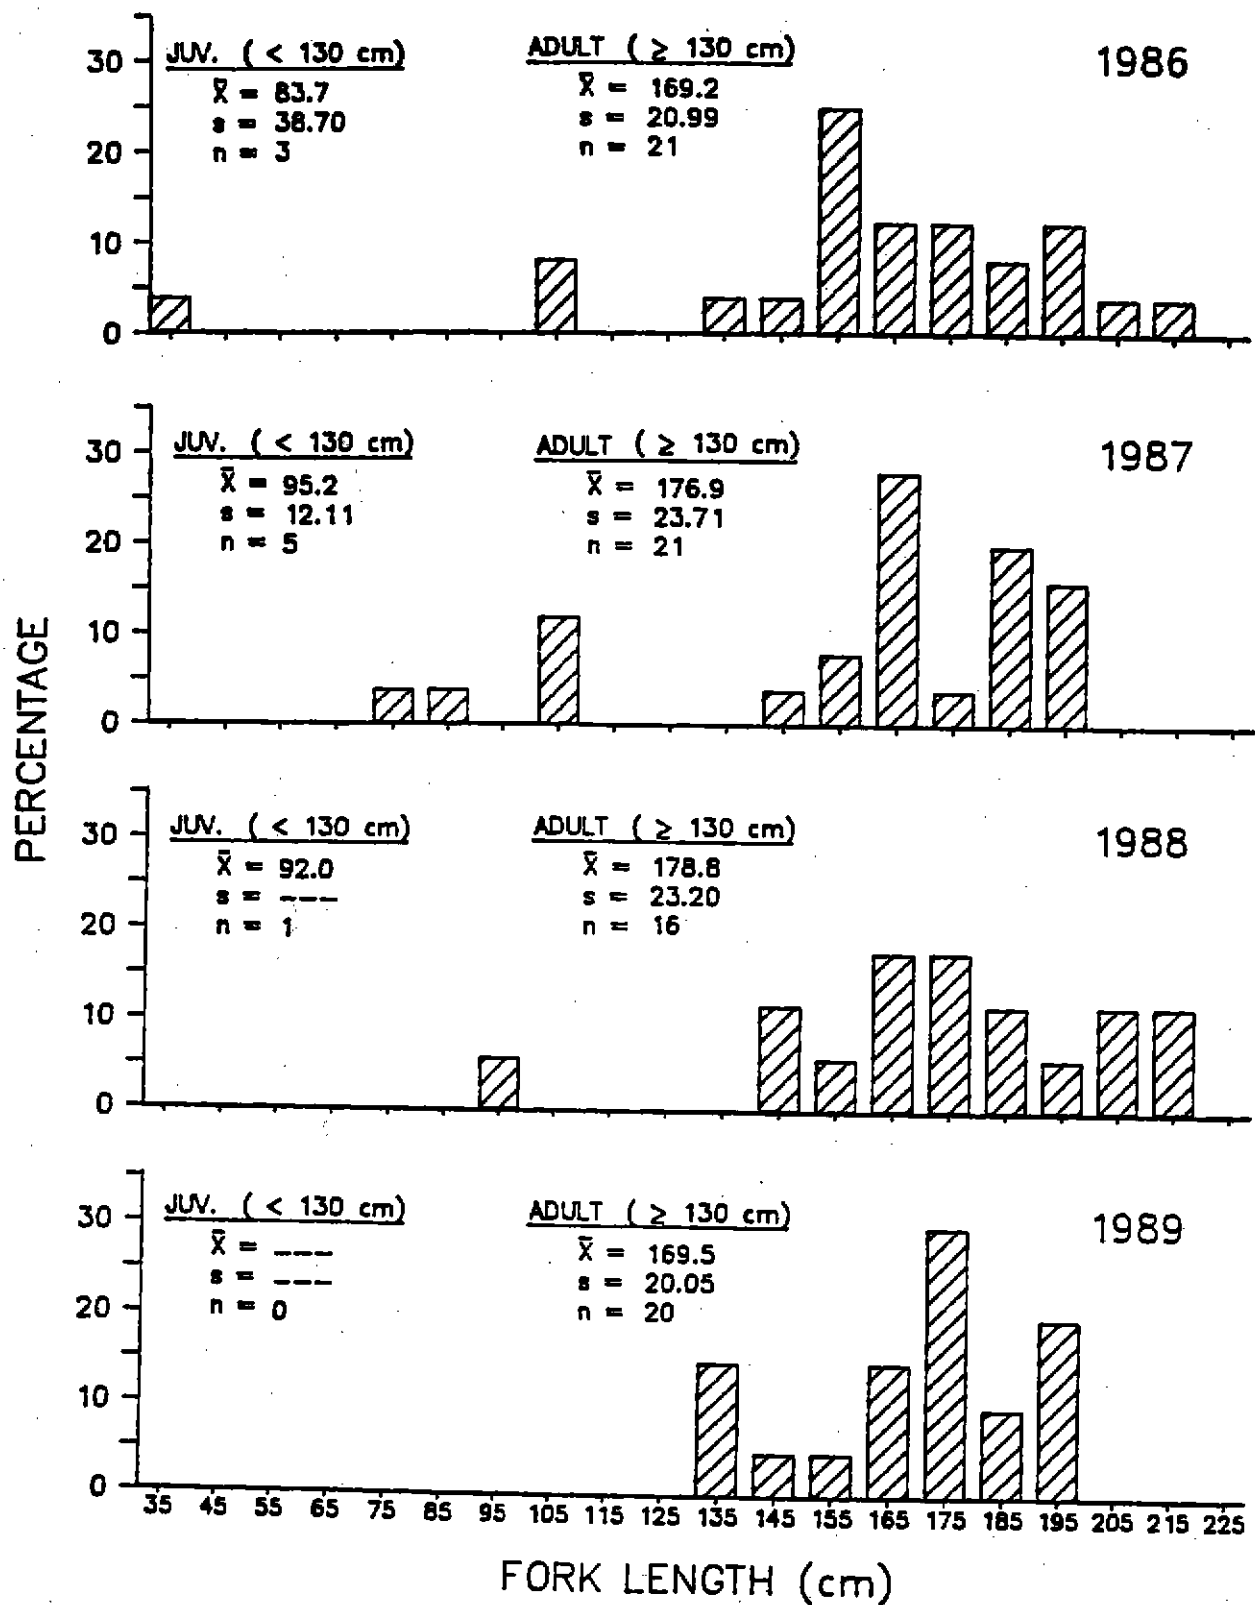 PERCENTAGE
1986
JUV. ( < 130 cm)
X̄ = 83.7
s = 38.70
n = 3
ADULT ( ≥ 130 cm)
X̄ = 169.2
s = 20.99
n = 21
30
20
10
0
1987
JUV. ( < 130 cm)
X̄ = 95.2
s = 12.11
n = 5
ADULT ( ≥ 130 cm)
X̄ = 176.9
s = 23.71
n = 21
30
20
10
0
1988
JUV. ( < 130 cm)
X̄ = 92.0
s = ---
n = 1
ADULT ( ≥ 130 cm)
X̄ = 178.8
s = 23.20
n = 16
30
20
10
0
1989
JUV. ( < 130 cm)
X̄ = ---
s = ---
n = 0
ADULT ( ≥ 130 cm)
X̄ = 169.5
s = 20.05
n = 20
30
20
10
0
35 45 55 65 75 85 95 105 115 125 135 145 155 165 175 185 195 205 215 225
FORK LENGTH (cm)